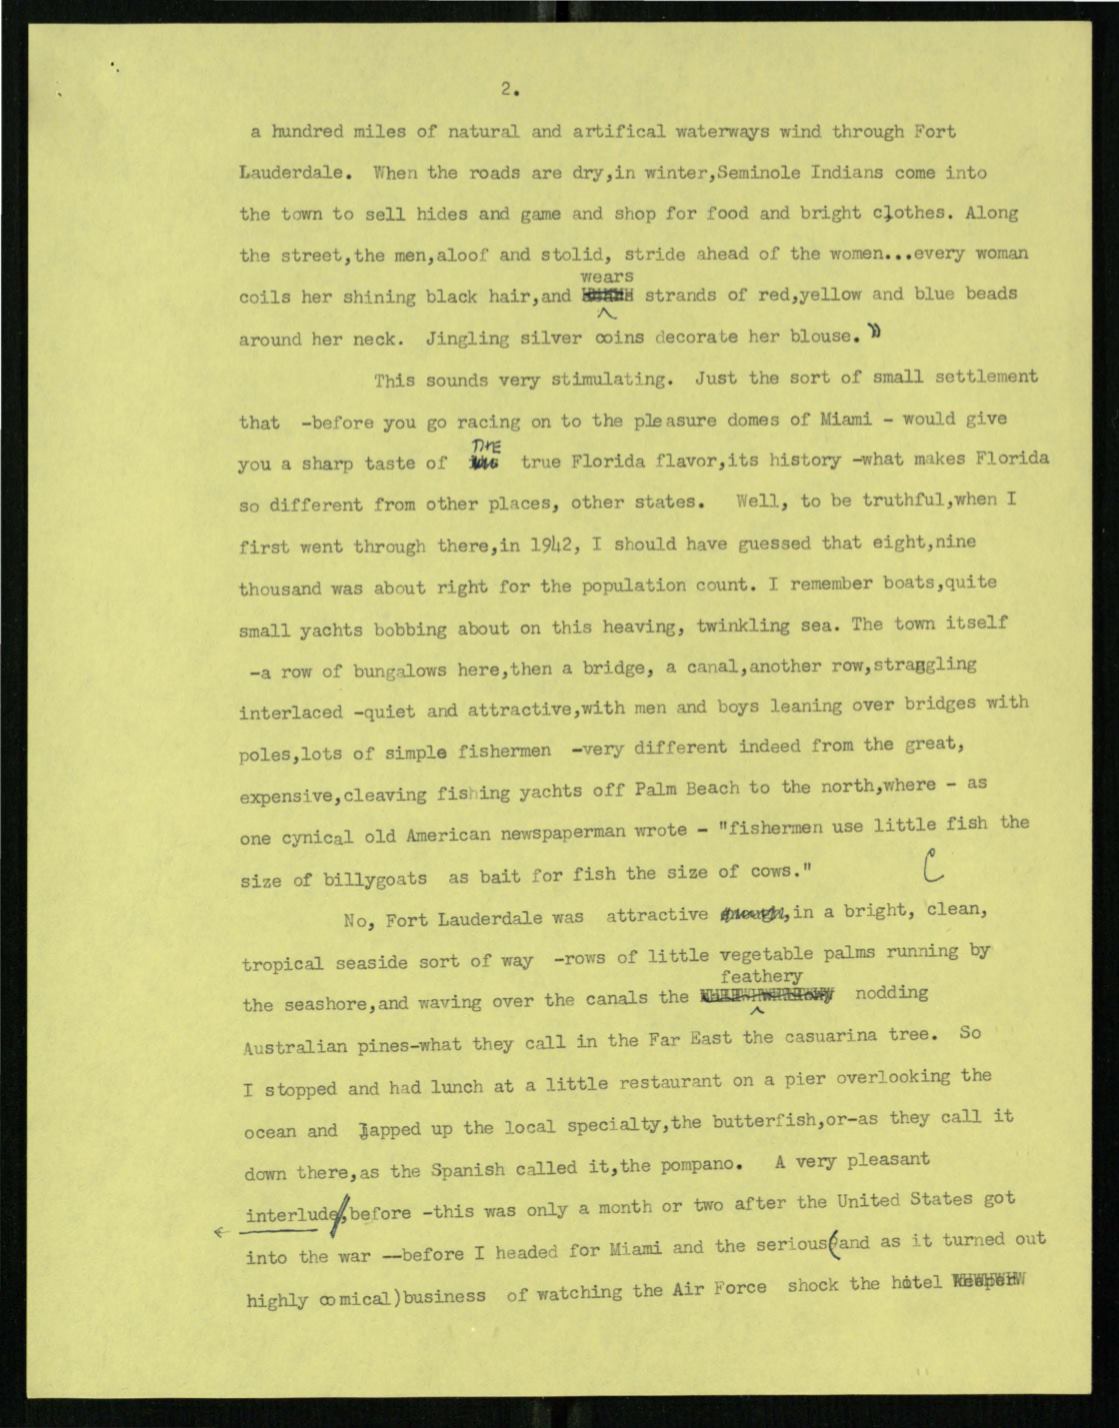 2.
a hundred miles of natural and artifical waterways wind through Fort
Lauderdale. When the roads are dry,in winter,Seminole Indians come into
the town to sell hides and game and shop for food and bright clothes. Along
the street,the men,aloof and stolid, stride ahead of the women...every woman
wears
coils her shining black hair,and strands of red,yellow and blue beads
around her neck. Jingling silver coins decorate her blouse."
This sounds very stimulating. Just the sort of small settlement
that -before you go racing on to the pleasure domes of Miami - would give
THE
you a sharp taste of true Florida flavor,its history -what makes Florida
so different from other places, other states. Well, to be truthful,when I
first went through there,in 1942, I should have guessed that eight,nine
thousand was about right for the population count. I remember boats,quite
small yachts bobbing about on this heaving, twinkling sea. The town itself
-a row of bungalows here,then a bridge, a canal,another row,straggling
interlaced -quiet and attractive,with men and boys leaning over bridges with
poles,lots of simple fishermen -very different indeed from the great,
expensive,cleaving fishing yachts off Palm Beach to the north,where - as
one cynical old American newspaperman wrote - "fishermen use little fish the
size of billygoats as bait for fish the size of cows."
No, Fort Lauderdale was attractive enough,in a bright, clean,
tropical seaside sort of way -rows of little vegetable palms running by
feathery
the seashore,and waving over the canals the nodding
Australian pines-what they call in the Far East the casuarina tree. So
I stopped and had lunch at a little restaurant on a pier overlooking the
ocean and lapped up the local specialty,the butterfish,or-as they call it
down there,as the Spanish called it,the pompano. A very pleasant
interlude,before -this was only a month or two after the United States got
into the war --before I headed for Miami and the serious(and as it turned out
highly comical)business of watching the Air Force shock the hotel